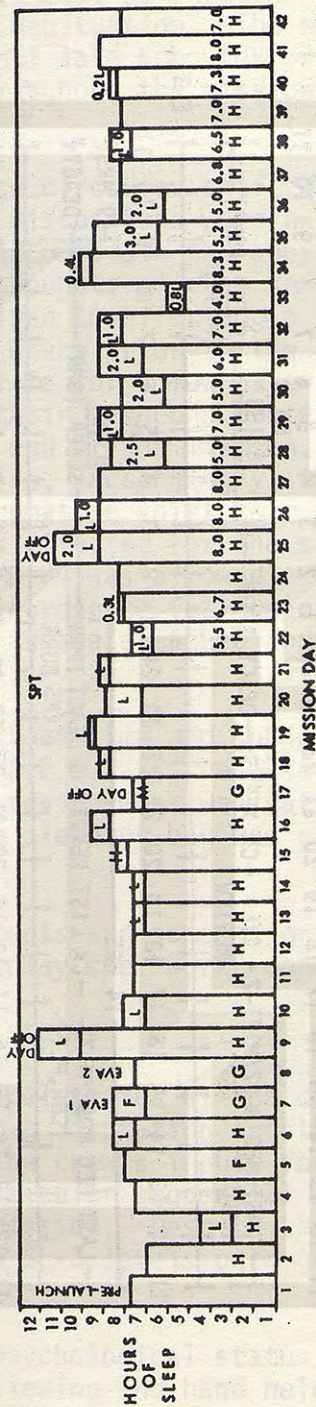 SPT
HOURS
OF
SLEEP
12
11
10
9
8
7
6
5
4
3
2
1
PRE-LAUNCH
H
L
H
H
F
L
H
EVA 1
F
G
EVA 2
G
DAY OFF
L
H
L
H
H
H
L
H
L
H
H
H
L
H
DAY OFF
M
G
L
H
L
H
L
H
L
H
L 1.0
5.5
H
0.3L
6.7
H
H
DAY OFF
2.0
L
8.0
H
L 1.0
8.0
H
8.0
H
2.5
L
5.0
H
L 1.0
7.0
H
2.0
L
5.0
H
2.0
L
6.0
H
L 1.0
7.0
H
0.8L
4.0
H
0.4L
8.3
H
3.0
L
5.2
H
2.0
L
5.0
H
6.8
H
L 1.0
6.5
H
7.0
H
0.2L
7.3
H
8.0
H
7.0
H
1 2 3 4 5 6 7 8 9 10 11 12 13 14 15 16 17 18 19 20 21 22 23 24 25 26 27 28 29 30 31 32 33 34 35 36 37 38 39 40 41 42
MISSION DAY